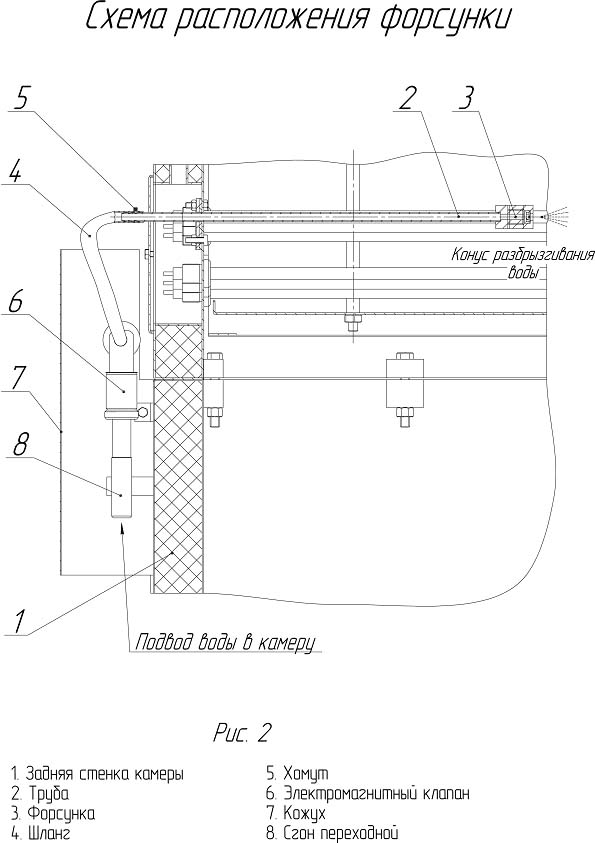 Схема расположения форсунки
5
2
3
4
Конус разбрызгивания
воды
6
7
8
1
Подвод воды в камеру
Рис. 2
1. Задняя стенка камеры
2. Труба
3. Форсунка
4. Шланг
5. Хомут
6. Электромагнитный клапан
7. Кожух
8. Сгон переходной